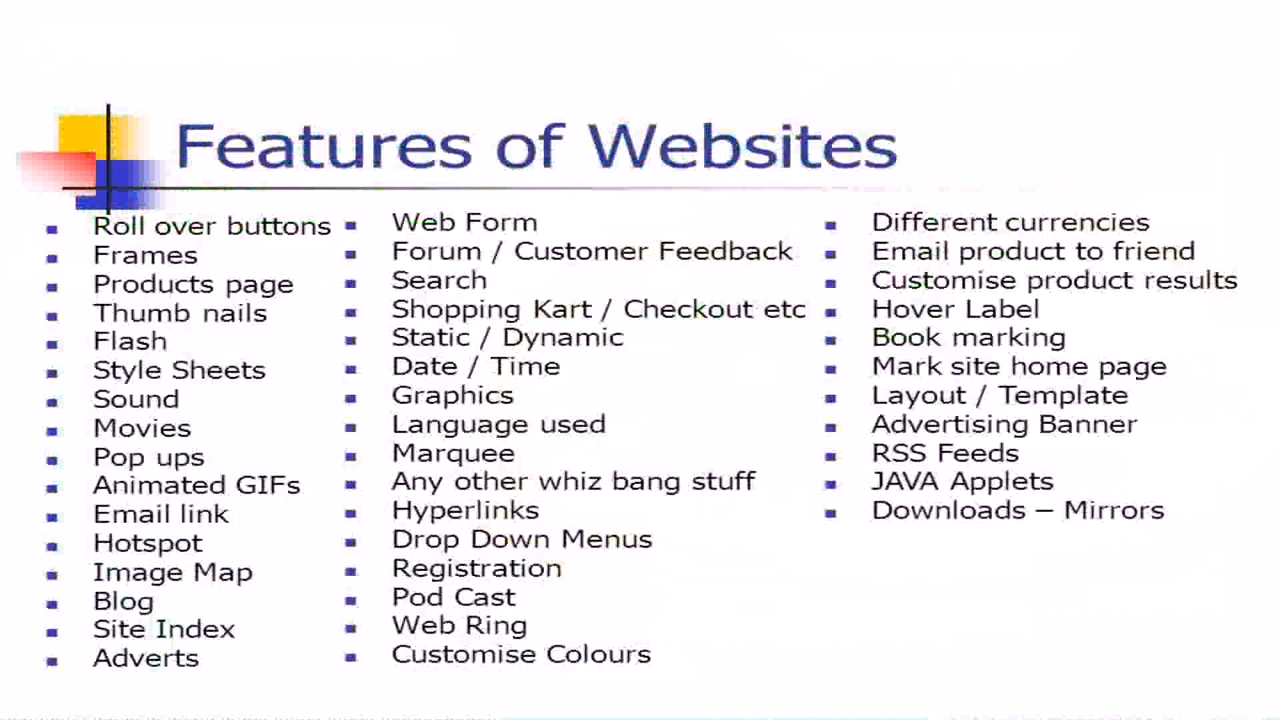 Features of Websites
Roll over buttons
Frames
Products page
Thumb nails
Flash
Style Sheets
Sound
Movies
Pop ups
Animated GIFs
Email link
Hotspot
Image Map
Blog
Site Index
Adverts
Web Form
Forum / Customer Feedback
Search
Shopping Kart / Checkout etc
Static / Dynamic
Date / Time
Graphics
Language used
Marquee
Any other whiz bang stuff
Hyperlinks
Drop Down Menus
Registration
Pod Cast
Web Ring
Customise Colours
Different currencies
Email product to friend
Customise product results
Hover Label
Book marking
Mark site home page
Layout / Template
Advertising Banner
RSS Feeds
JAVA Applets
Downloads – Mirrors